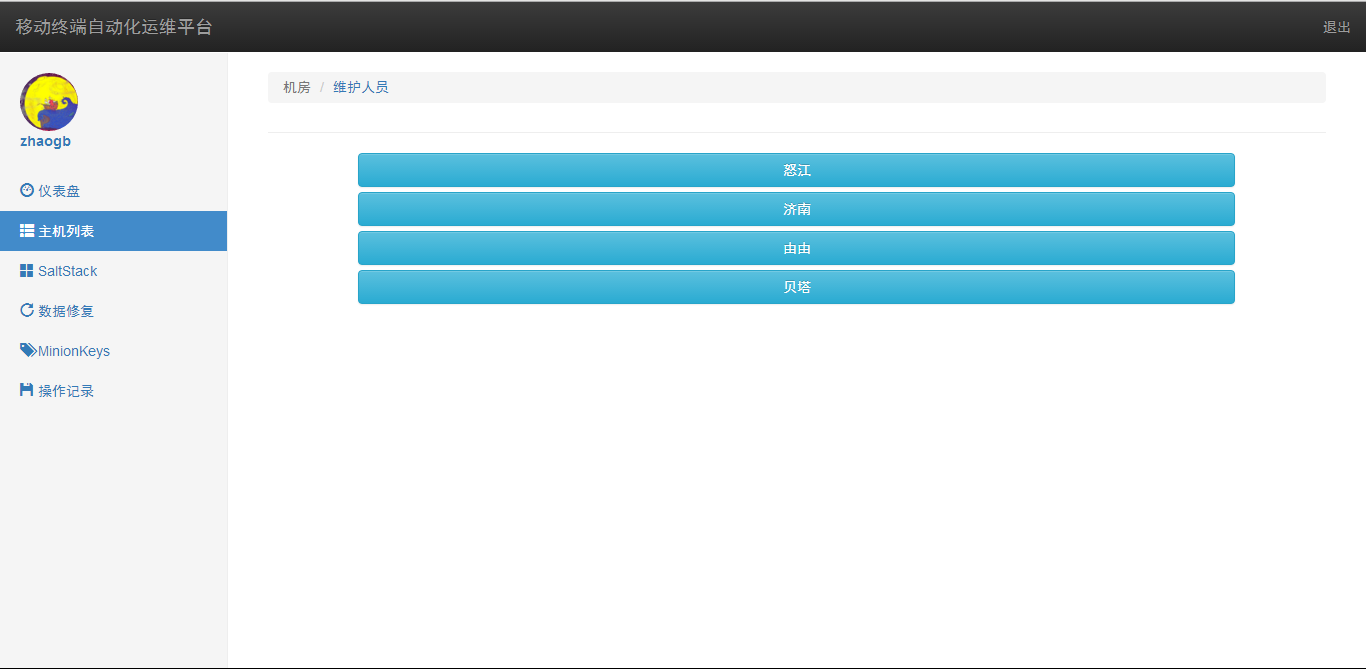 移动终端自动化运维平台
退出
zhaogb
仪表盘
主机列表
SaltStack
数据修复
MinionKeys
操作记录
机房 / 维护人员
怒江
济南
由由
贝塔